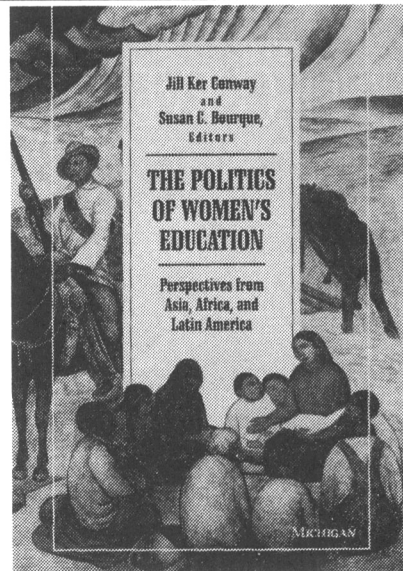 Jill Ker Conway
and
Susan C. Bourque,
Editors
THE POLITICS
OF WOMEN'S
EDUCATION
Perspectives from
Asia, Africa, and
Latin America
MICHIGAN